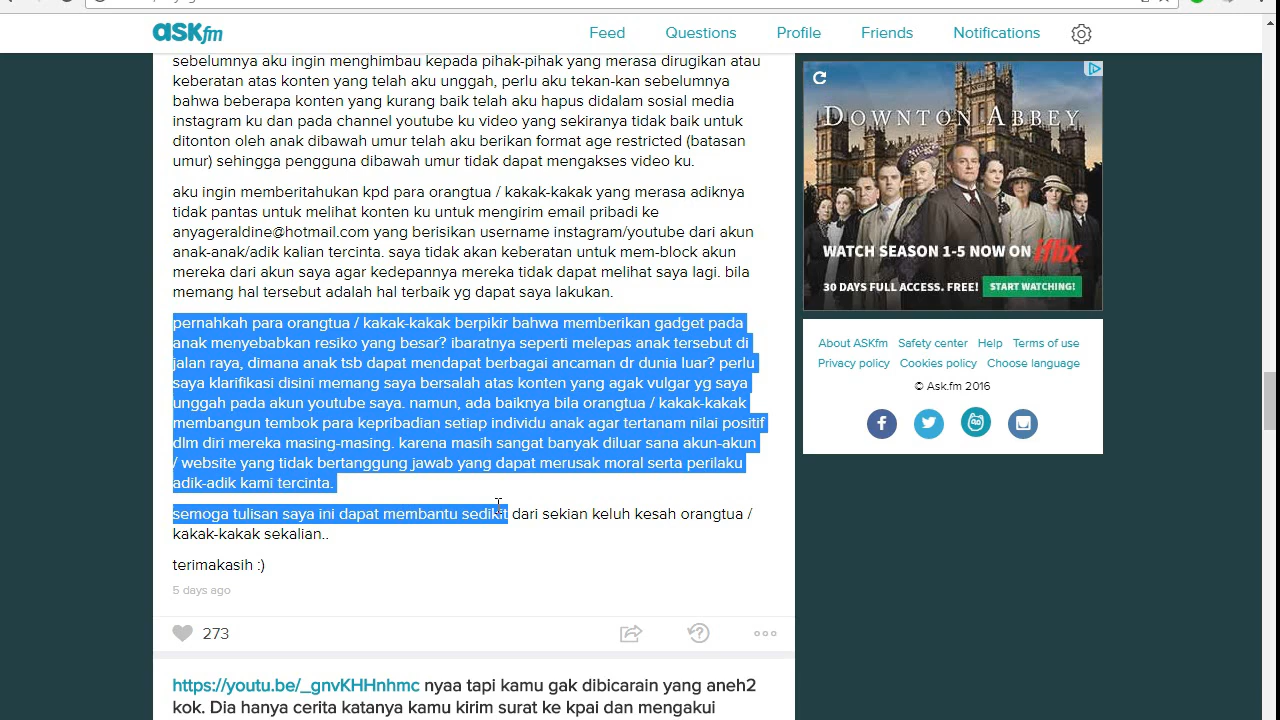 ASKfm
Feed
Questions
Profile
Friends
Notifications
sebelumnya aku ingin menghimbau kepada pihak-pihak yang merasa dirugikan atau
keberatan atas konten yang telah aku unggah, perlu aku tekan-kan sebelumnya
bahwa beberapa konten yang kurang baik telah aku hapus didalam sosial media
instagram ku dan pada channel youtube ku video yang sekiranya tidak baik untuk
ditonton oleh anak dibawah umur telah aku berikan format age restricted (batasan
umur) sehingga pengguna dibawah umur tidak dapat mengakses video ku.
aku ingin memberitahukan kpd para orangtua / kakak-kakak yang merasa adiknya
tidak pantas untuk melihat konten ku untuk mengirim email pribadi ke
anyageraldine@hotmail.com yang berisikan username instagram/youtube dari akun
anak-anak/adik kalian tercinta. saya tidak akan keberatan untuk mem-block akun
mereka dari akun saya agar kedepannya mereka tidak dapat melihat saya lagi. bila
memang hal tersebut adalah hal terbaik yg dapat saya lakukan.
pernahkah para orangtua / kakak-kakak berpikir bahwa memberikan gadget pada
anak menyebabkan resiko yang besar? ibaratnya seperti melepas anak tersebut di
jalan raya, dimana anak tsb dapat mendapat berbagai ancaman dr dunia luar? perlu
saya klarifikasi disini memang saya bersalah atas konten yang agak vulgar yg saya
unggah pada akun youtube saya. namun, ada baiknya bila orangtua / kakak-kakak
membangun tembok para kepribadian setiap individu anak agar tertanam nilai positif
dlm diri mereka masing-masing. karena masih sangat banyak diluar sana akun-akun
/ website yang tidak bertanggung jawab yang dapat merusak moral serta perilaku
adik-adik kami tercinta.
semoga tulisan saya ini dapat membantu sedikit dari sekian keluh kesah orangtua /
kakak-kakak sekalian..
terimakasih :)
5 days ago
273
https://youtu.be/_gnvKHHnhmc nyaa tapi kamu gak dibicarain yang aneh2
kok. Dia hanya cerita katanya kamu kirim surat ke kpai dan mengakui
DOWNTON ABBEY
WATCH SEASON 1-5 NOW ON iflix
30 DAYS FULL ACCESS. FREE!
START WATCHING!
About ASKfm
Safety center
Help
Terms of use
Privacy policy
Cookies policy
Choose language
© Ask.fm 2016